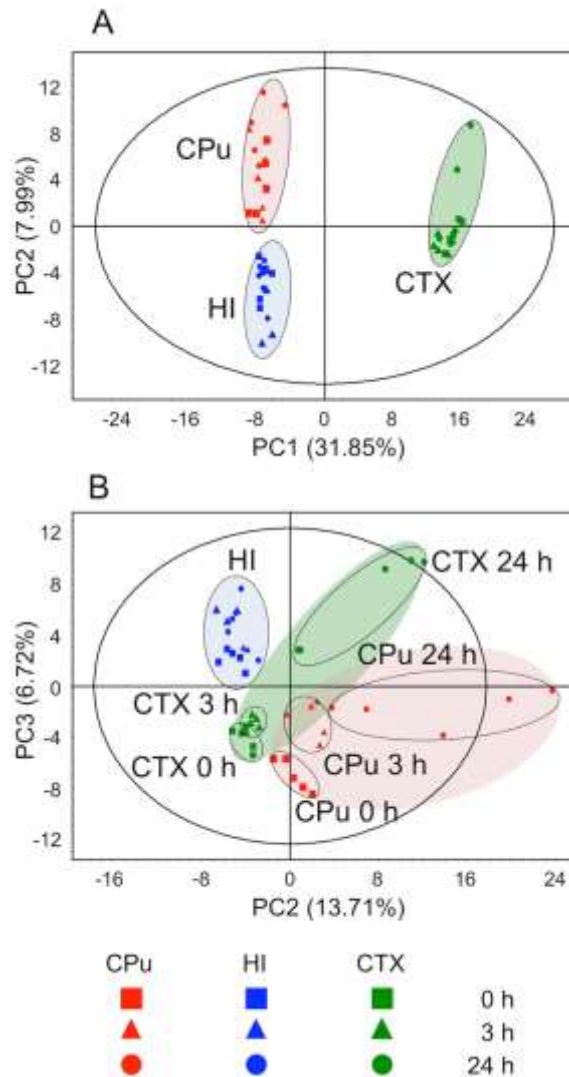 A
12
8
4
0
-4
-8
-12
PC2 (7.99%)
CPu
HI
CTX
-24 -16 -8 0 8 16 24
PC1 (31.85%)
B
12
8
4
0
-4
-8
-12
PC3 (6.72%)
HI
CTX 24 h
CPu 24 h
CTX 3 h
CPu 3 h
CTX 0 h
CPu 0 h
-16 -8 0 8 16 24
PC2 (13.71%)
CPu HI CTX
0 h
3 h
24 h